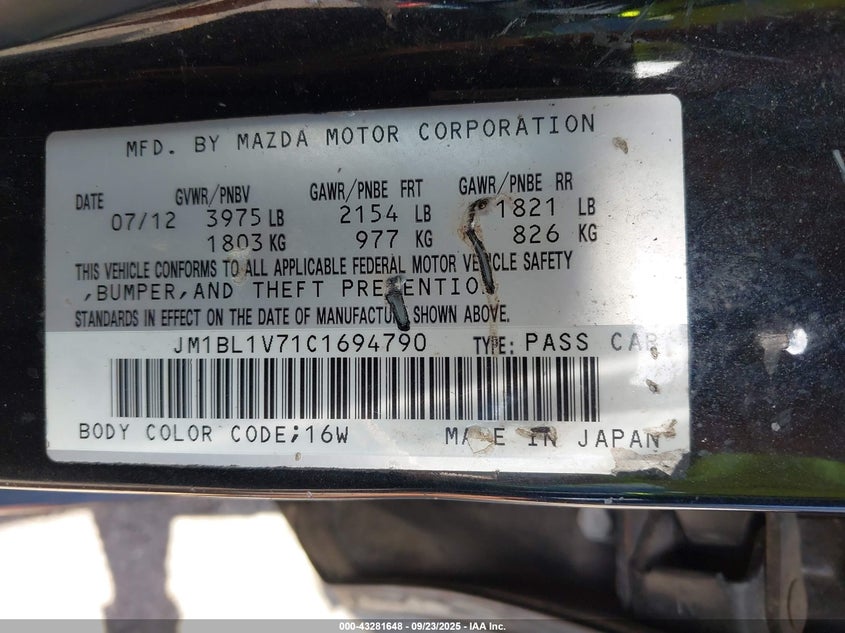 MFD. BY MAZDA MOTOR CORPORATION
DATE GVWR/PNBV GAWR/PNBE FRT GAWR/PNBE RR
07/12 3975 LB 2154 LB 1821 LB
1803 KG 977 KG 826 KG
THIS VEHICLE CONFORMS TO ALL APPLICABLE FEDERAL MOTOR VEHICLE SAFETY
,BUMPER,AND THEFT PREVENTION
STANDARDS IN EFFECT ON THE DATE OF MANUFACTURE SHOWN ABOVE.
JM1BL1V71C1694790 TYPE: PASS CAR
BODY COLOR CODE;16W MADE IN JAPAN
000-43281648 - 09/23/2025 - IAA Inc.